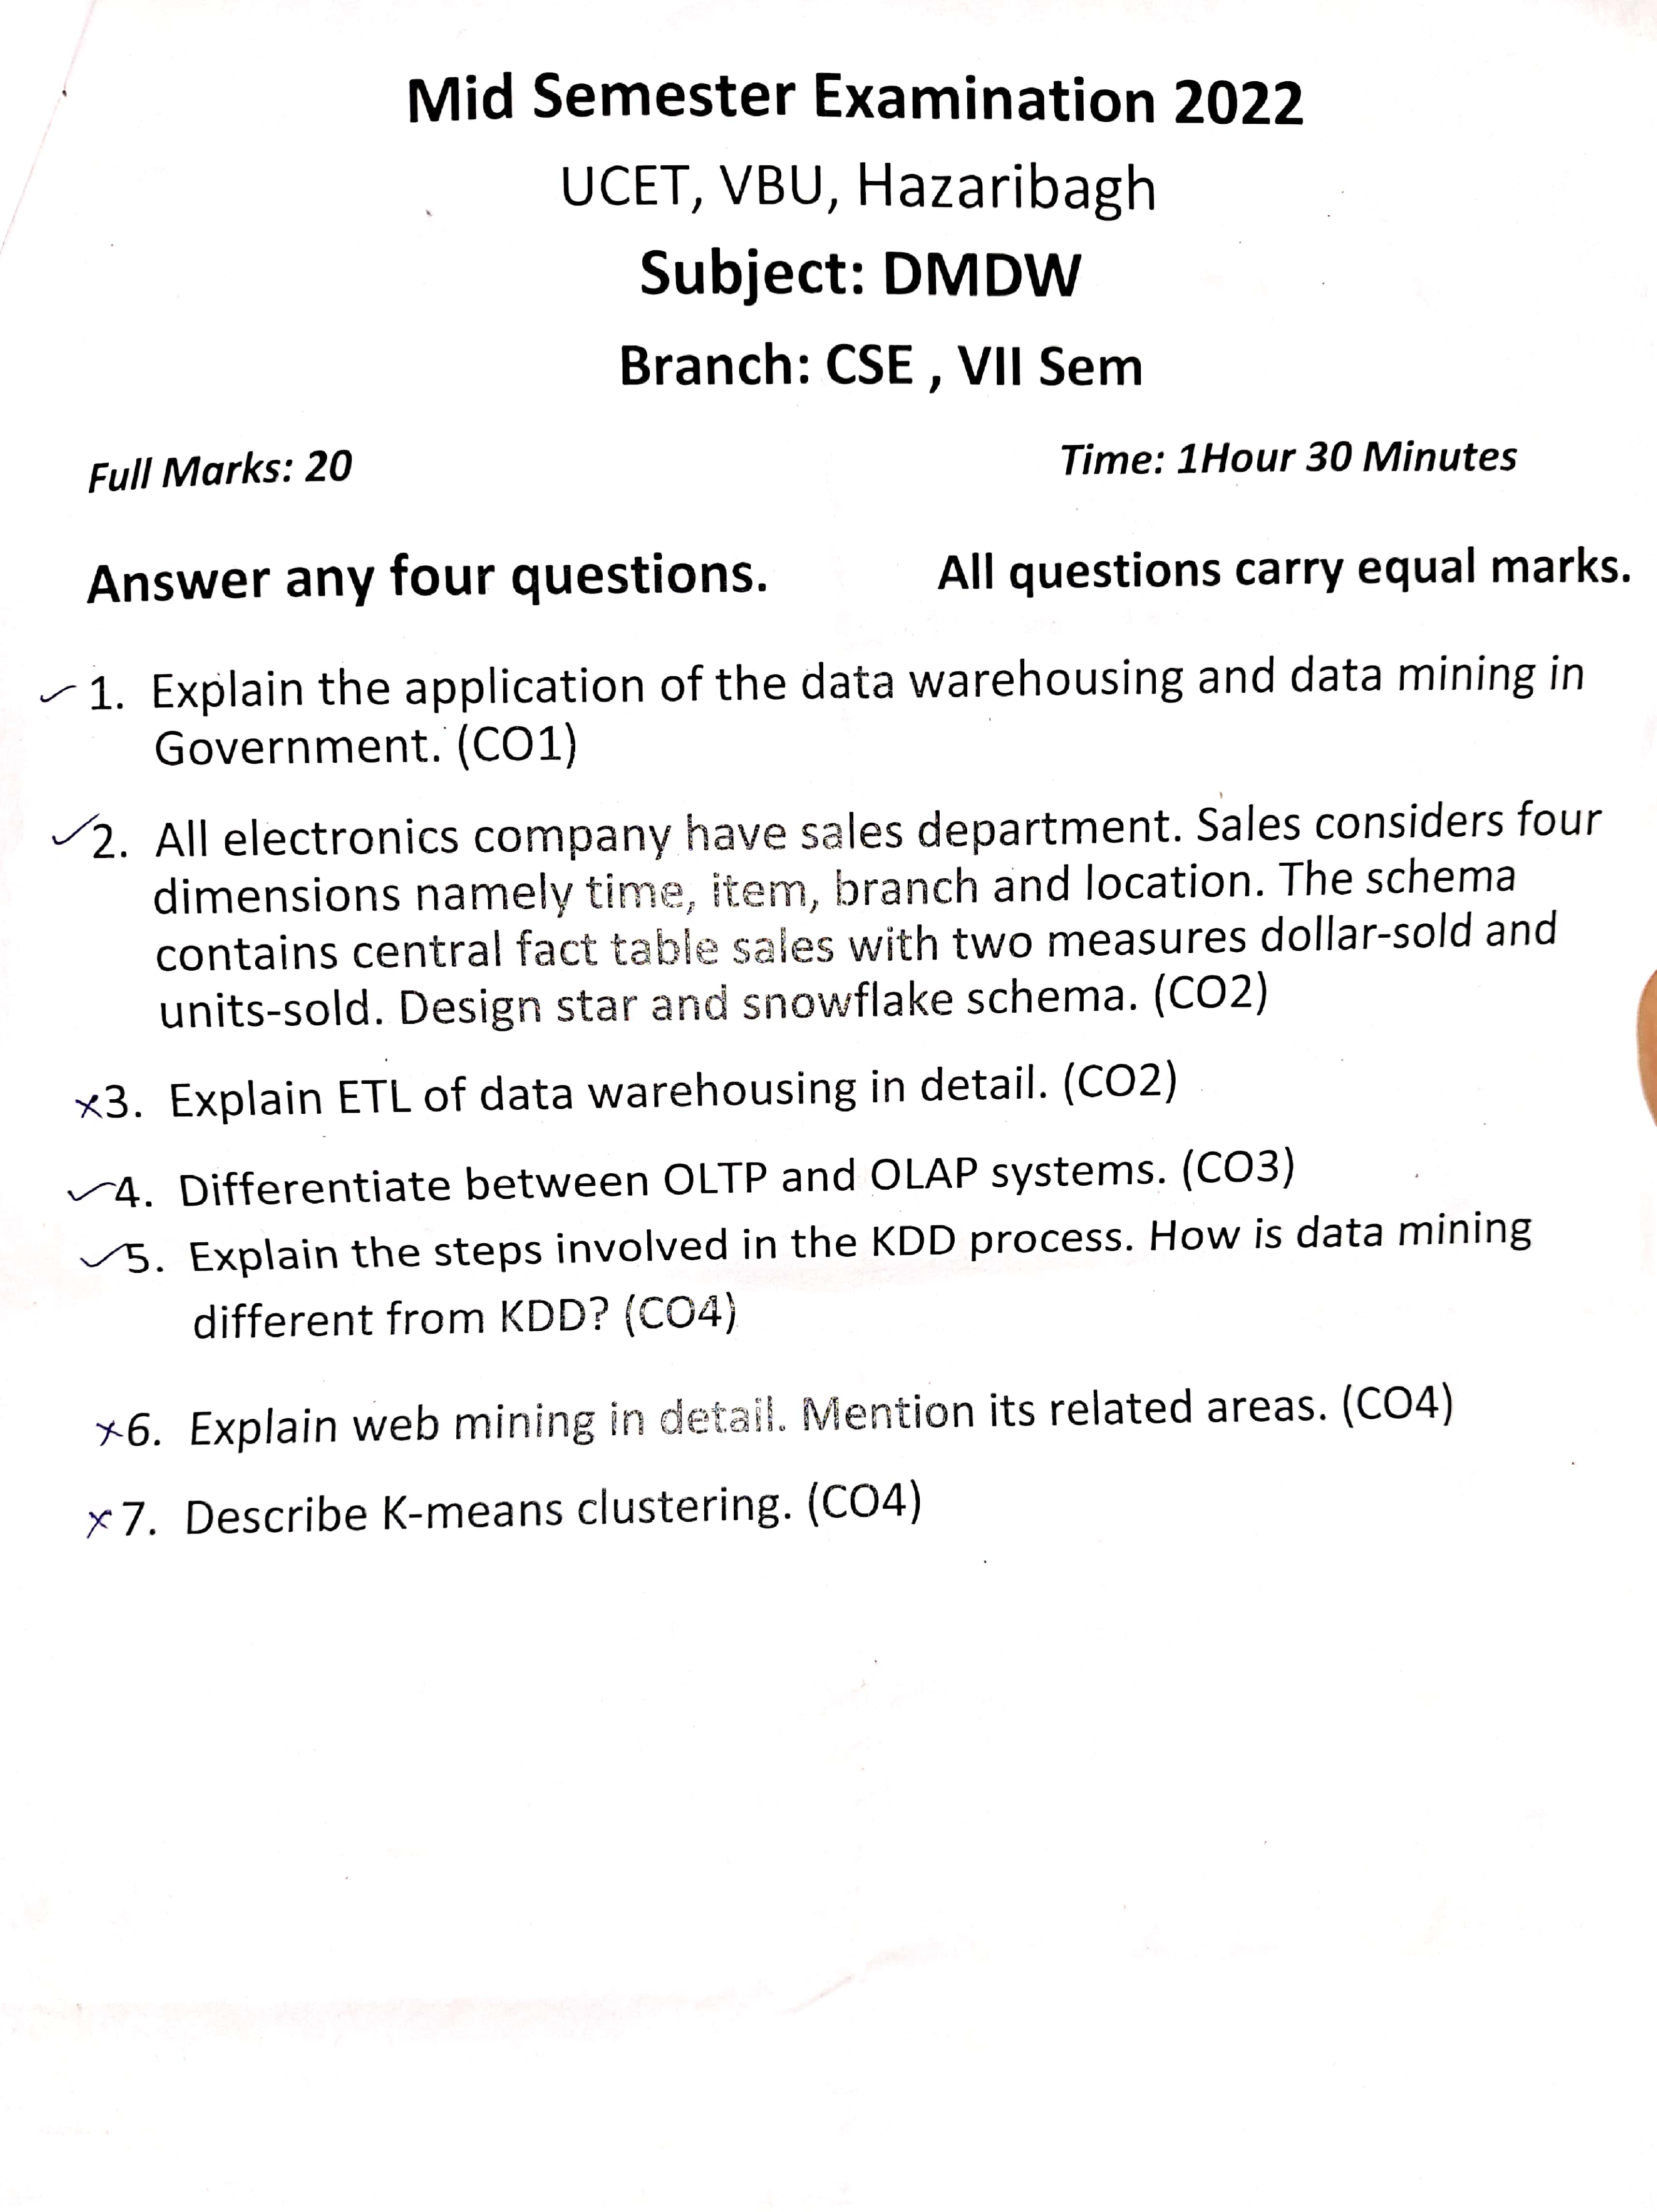 Mid Semester Examination 2022
UCET, VBU, Hazaribagh
Subject: DMDW
Branch: CSE , VII Sem
Full Marks: 20 Time: 1Hour 30 Minutes
Answer any four questions. All questions carry equal marks.
✓1. Explain the application of the data warehousing and data mining in
Government. (CO1)
✓2. All electronics company have sales department. Sales considers four
dimensions namely time, item, branch and location. The schema
contains central fact table sales with two measures dollar-sold and
units-sold. Design star and snowflake schema. (CO2)
×3. Explain ETL of data warehousing in detail. (CO2)
✓4. Differentiate between OLTP and OLAP systems. (CO3)
✓5. Explain the steps involved in the KDD process. How is data mining
different from KDD? (CO4)
×6. Explain web mining in detail. Mention its related areas. (CO4)
×7. Describe K-means clustering. (CO4)